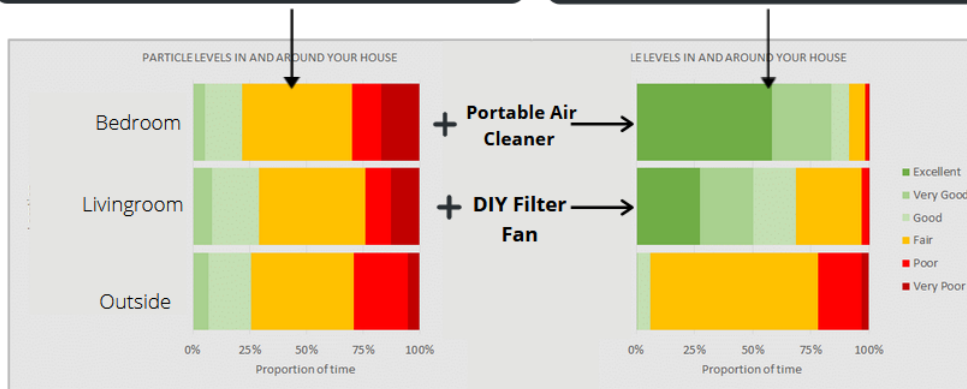 PARTICLE LEVELS IN AND AROUND YOUR HOUSE
LE LEVELS IN AND AROUND YOUR HOUSE
Bedroom
+ Portable Air
Cleaner
Livingroom
+ DIY Filter
Fan
Outside
Excellent
Very Good
Good
Fair
Poor
Very Poor
0% 25% 50% 75% 100%
Proportion of time
0% 25% 50% 75% 100%
Proportion of time